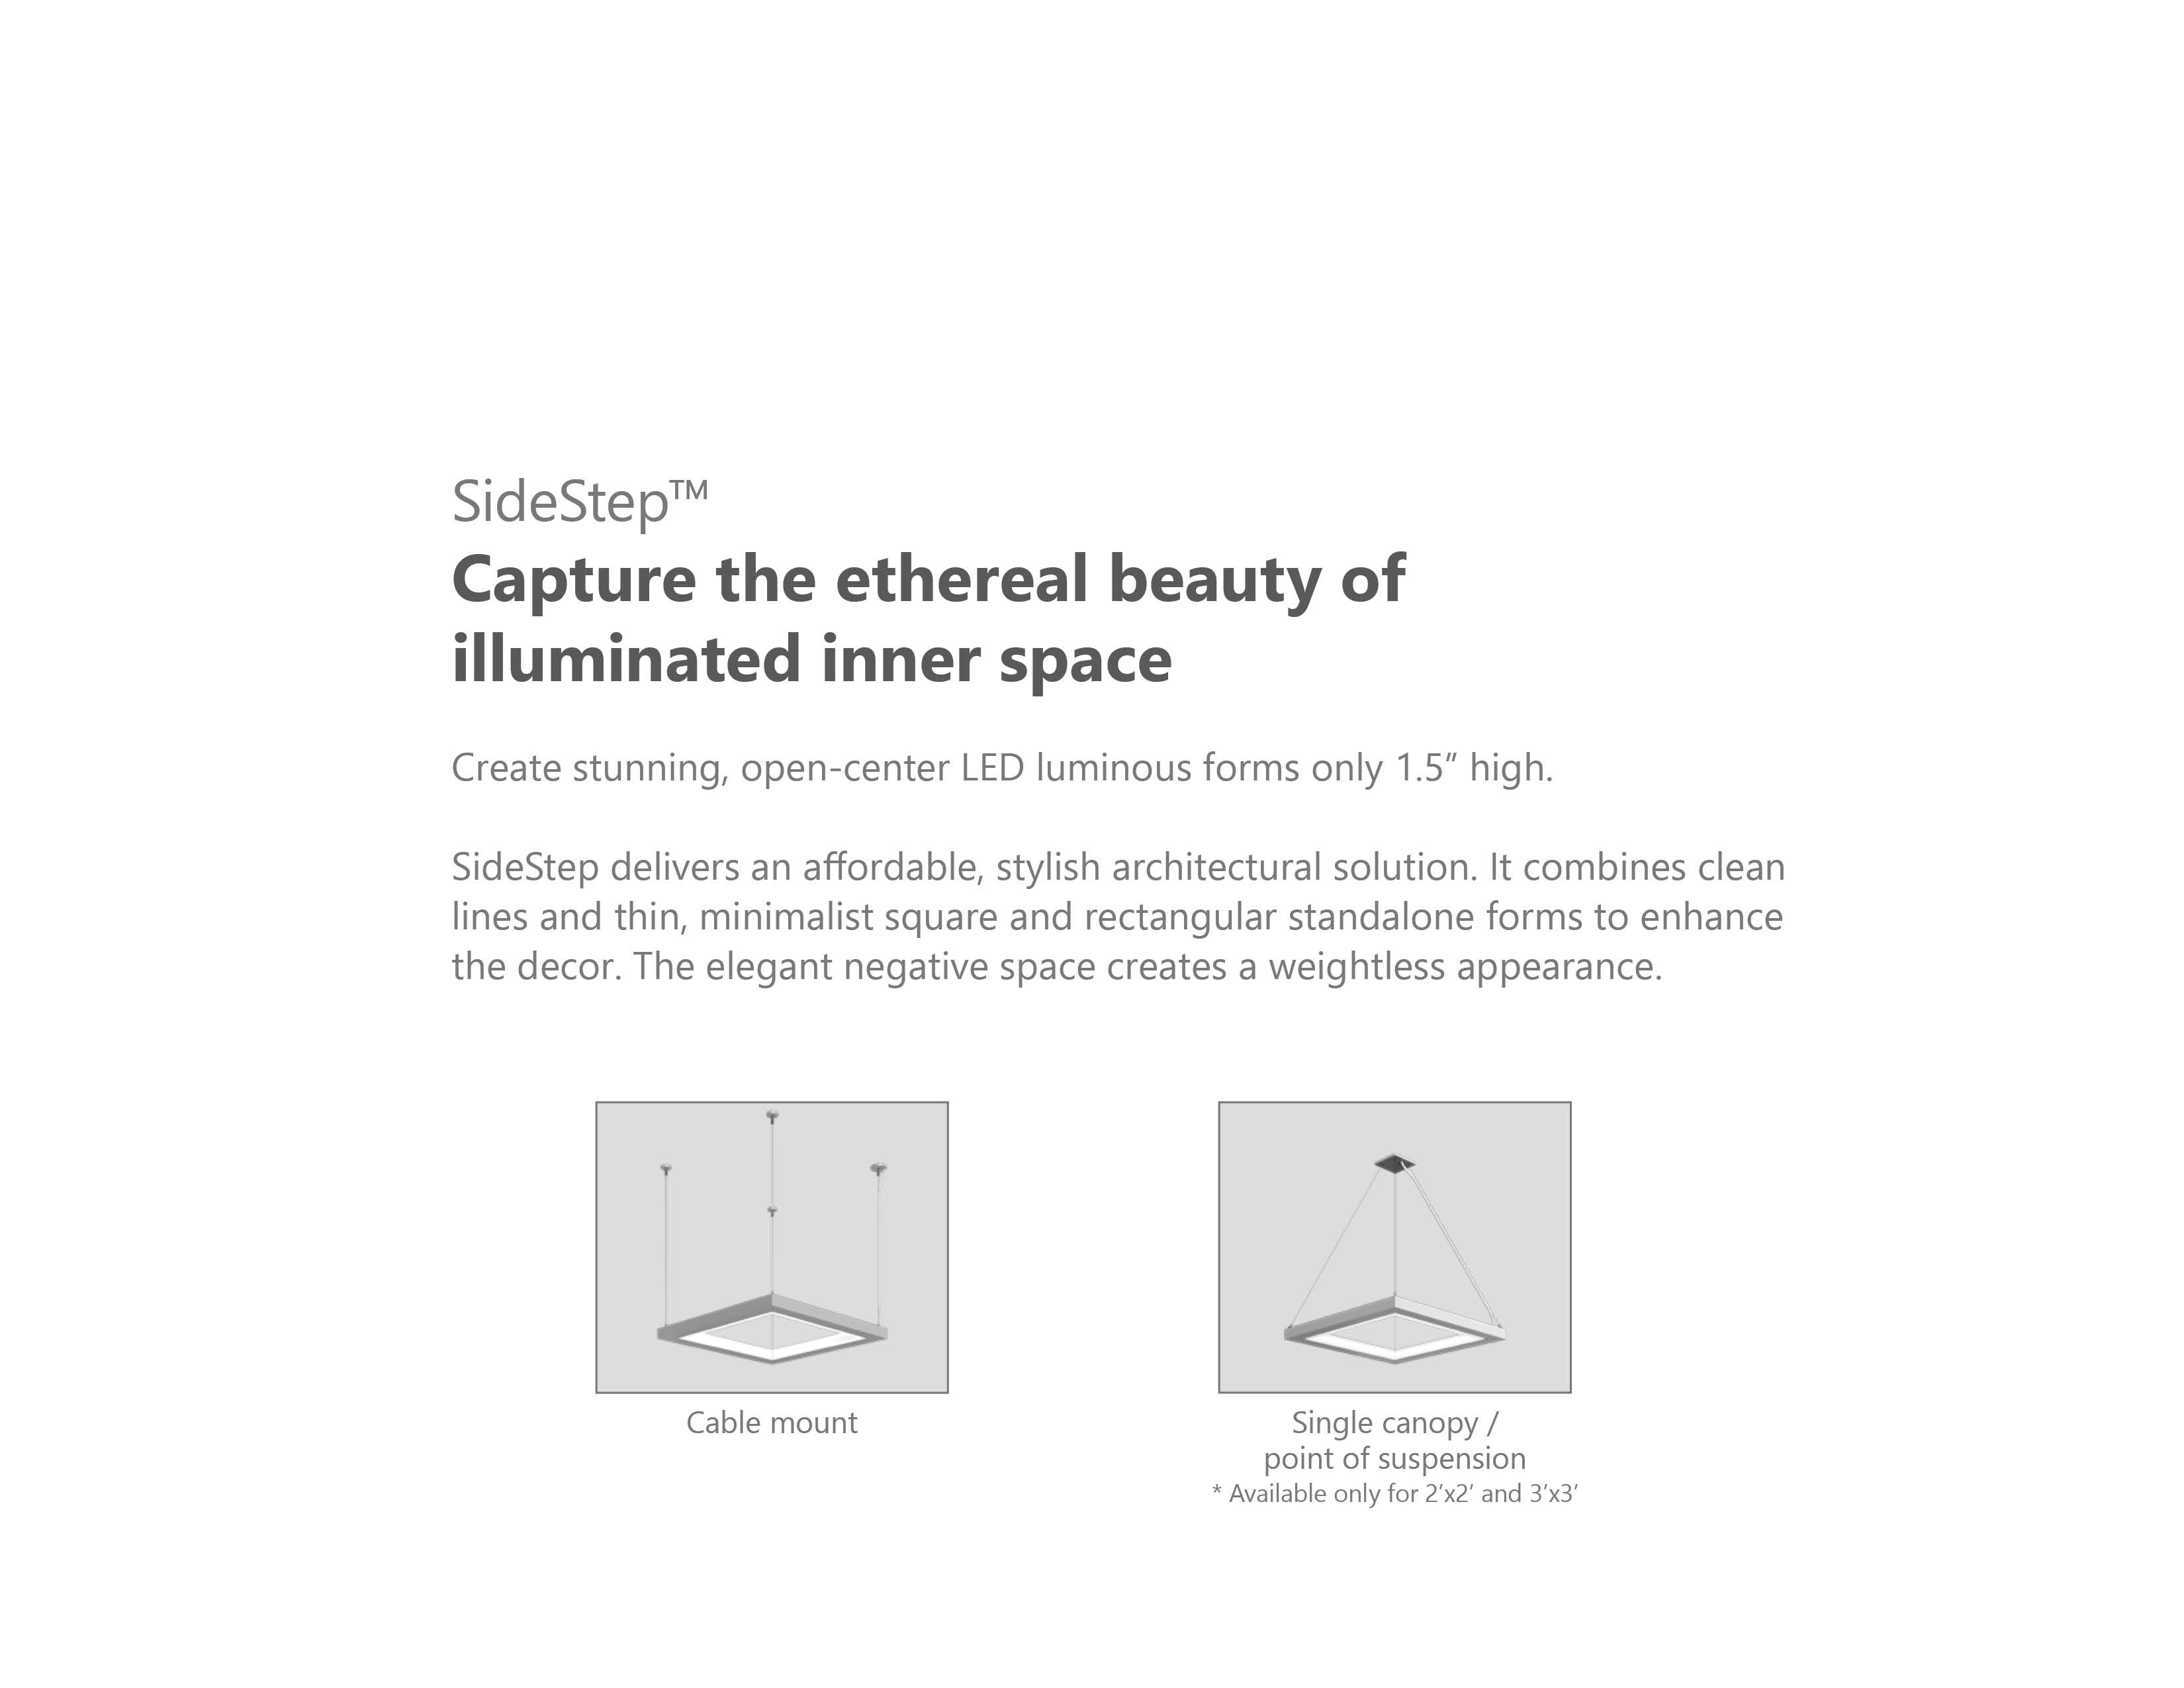 SideStep™
Capture the ethereal beauty of
illuminated inner space
Create stunning, open-center LED luminous forms only 1.5” high.
SideStep delivers an affordable, stylish architectural solution. It combines clean
lines and thin, minimalist square and rectangular standalone forms to enhance
the decor. The elegant negative space creates a weightless appearance.
Cable mount
Single canopy /
point of suspension
* Available only for 2’x2’ and 3’x3’